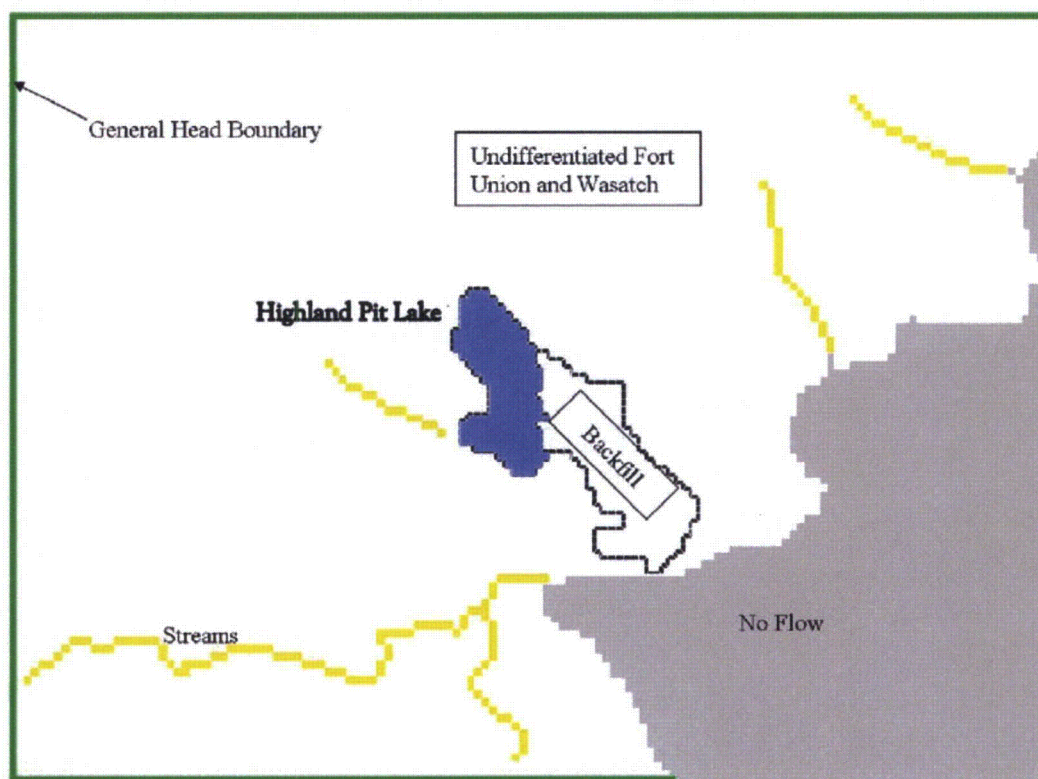 General Head Boundary
Undifferentiated Fort
Union and Wasatch
Highland Pit Lake
Backfill
Streams
No Flow